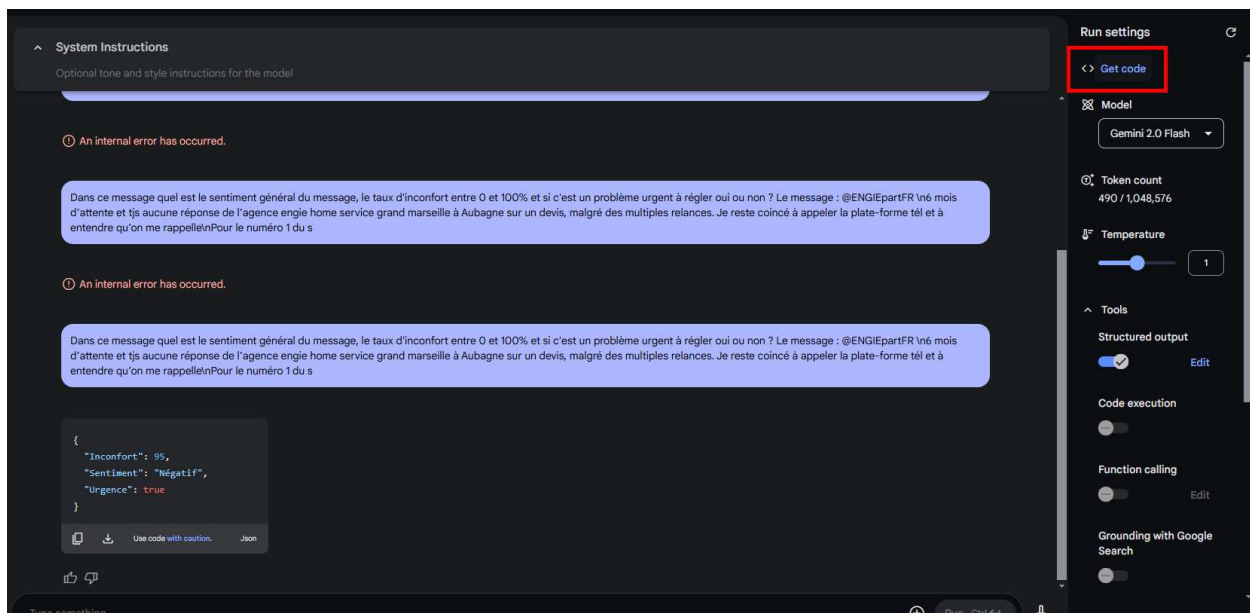 System Instructions
Optional tone and style instructions for the model
An internal error has occurred.
Dans ce message quel est le sentiment général du message, le taux d'inconfort entre 0 et 100% et si c'est un problème urgent à régler oui ou non ? Le message : @ENGIEpartFR \n6 mois
d'attente et tjs aucune réponse de l'agence engie home service grand marseille à Aubagne sur un devis, malgré des multiples relances. Je reste coincé à appeler la plate-forme tél et à
entendre qu'on me rappelle\nPour le numéro 1 du s
An internal error has occurred.
Dans ce message quel est le sentiment général du message, le taux d'inconfort entre 0 et 100% et si c'est un problème urgent à régler oui ou non ? Le message : @ENGIEpartFR \n6 mois
d'attente et tjs aucune réponse de l'agence engie home service grand marseille à Aubagne sur un devis, malgré des multiples relances. Je reste coincé à appeler la plate-forme tél et à
entendre qu'on me rappelle\nPour le numéro 1 du s
{
"Inconfort": 95,
"Sentiment": "Négatif",
"Urgence": true
}
Use code with caution. Json
Type something
Run Ctrl
Run settings
<> Get code
Model
Gemini 2.0 Flash
Token count
490 / 1,048,576
Temperature
1
Tools
Structured output
Edit
Code execution
Function calling
Edit
Grounding with Google
Search